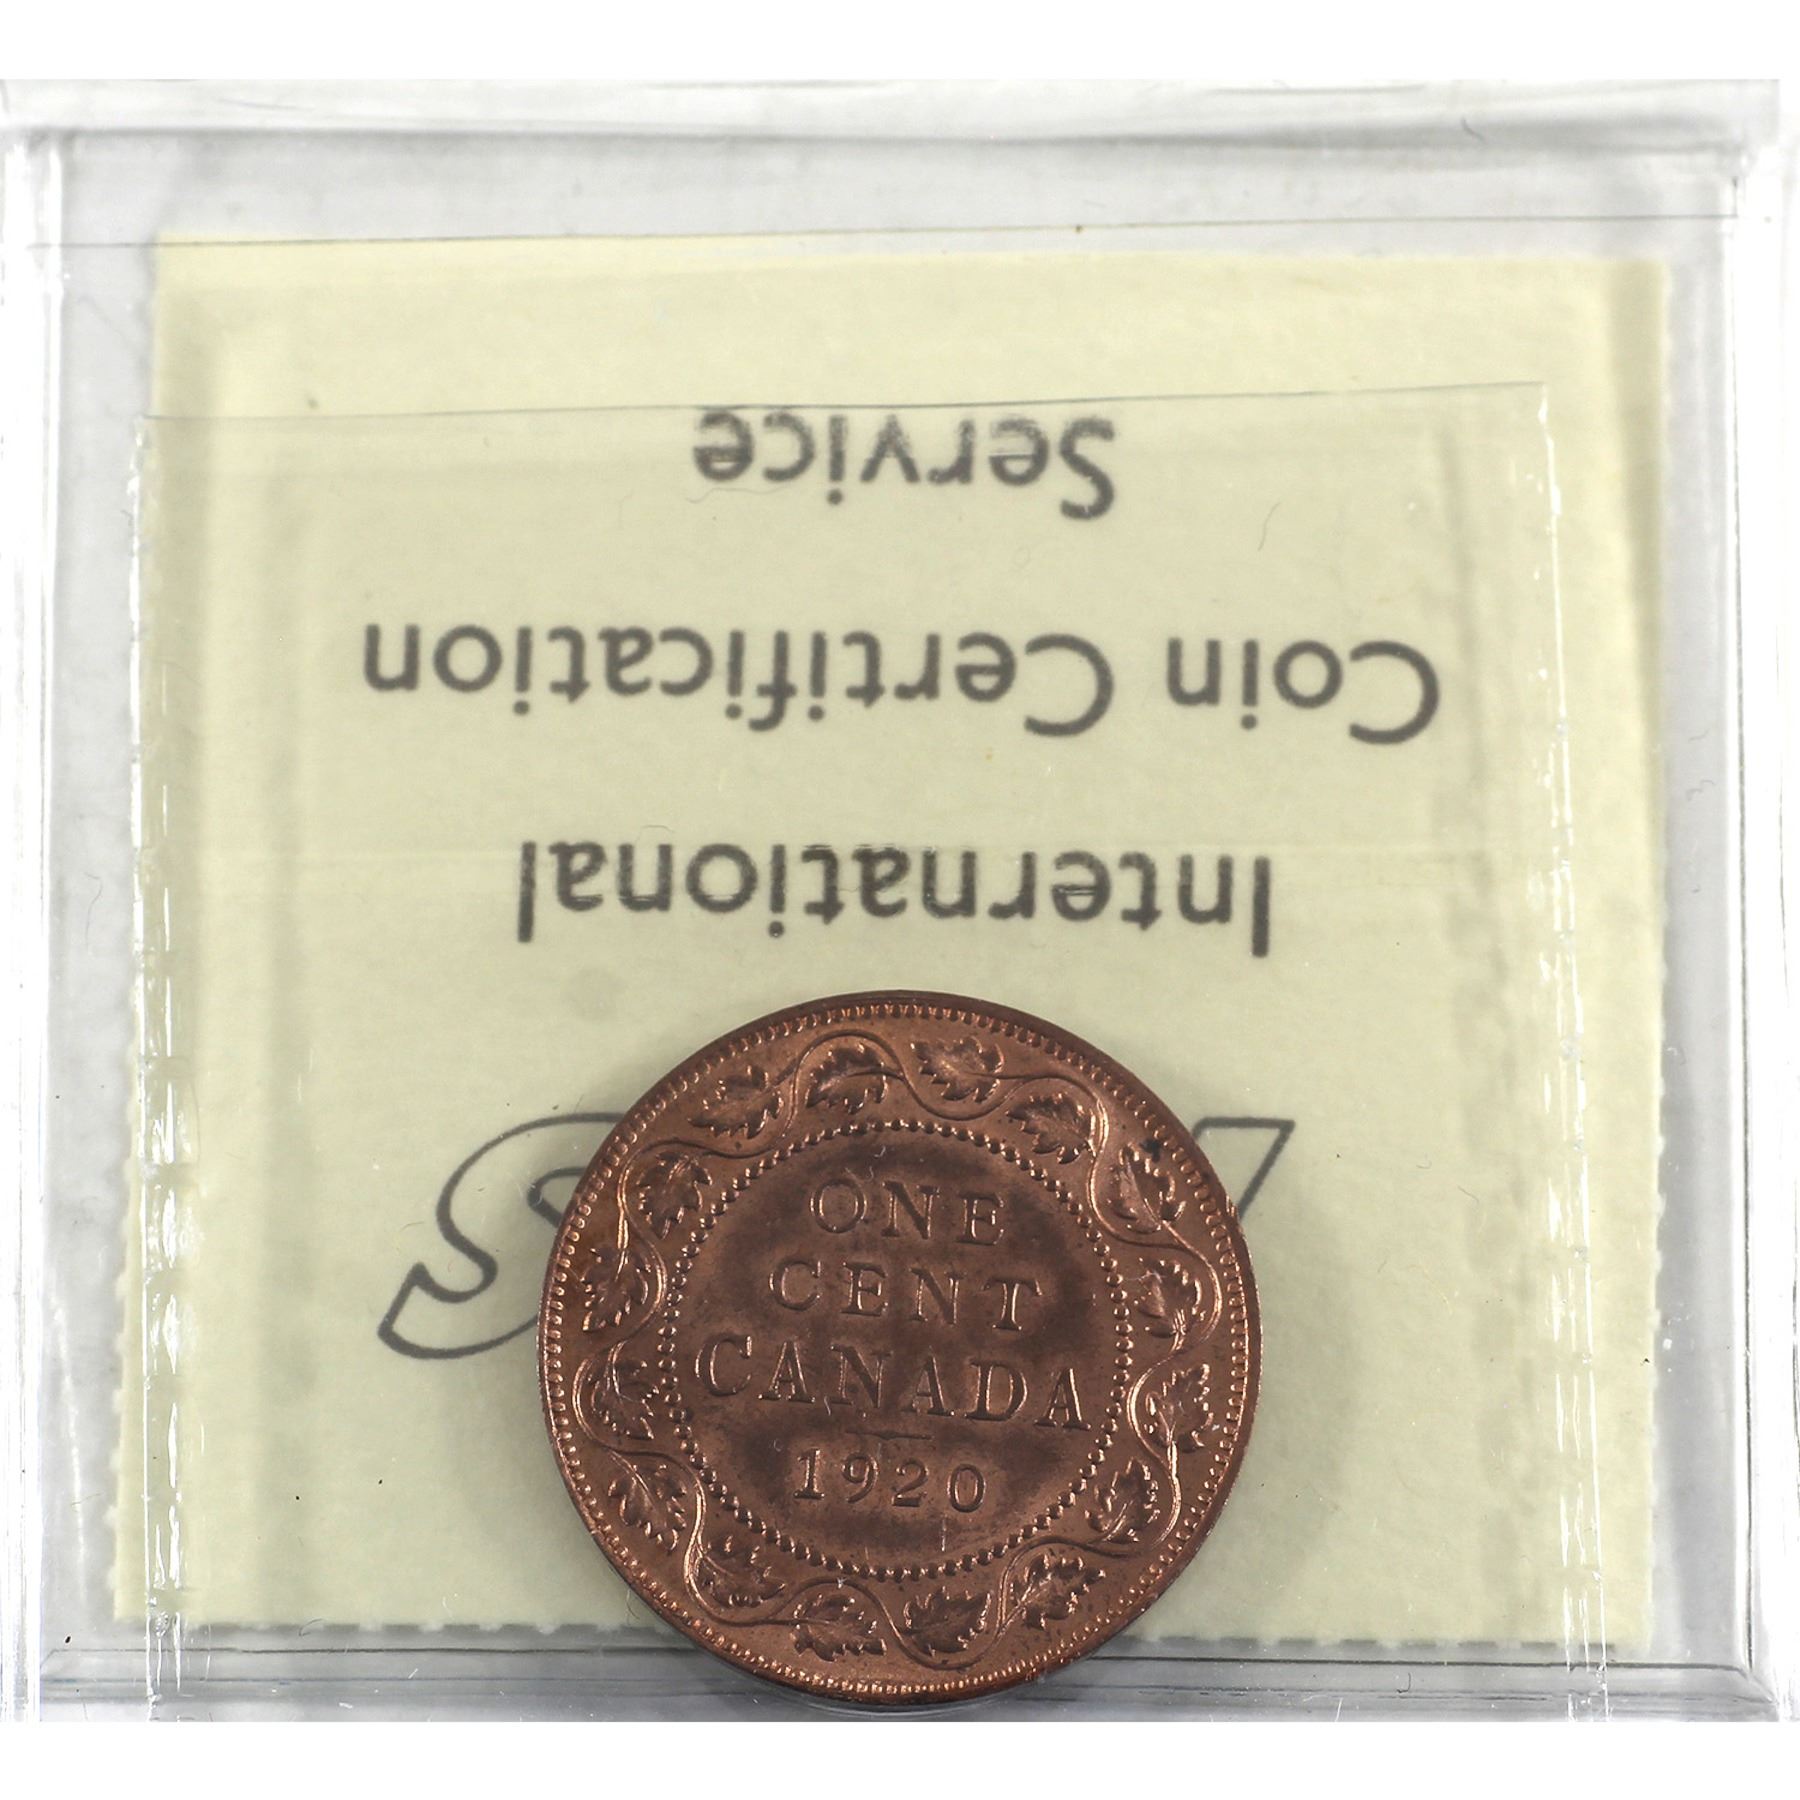 International
Coin Certification
Service
ONE
CENT
CANADA
1920